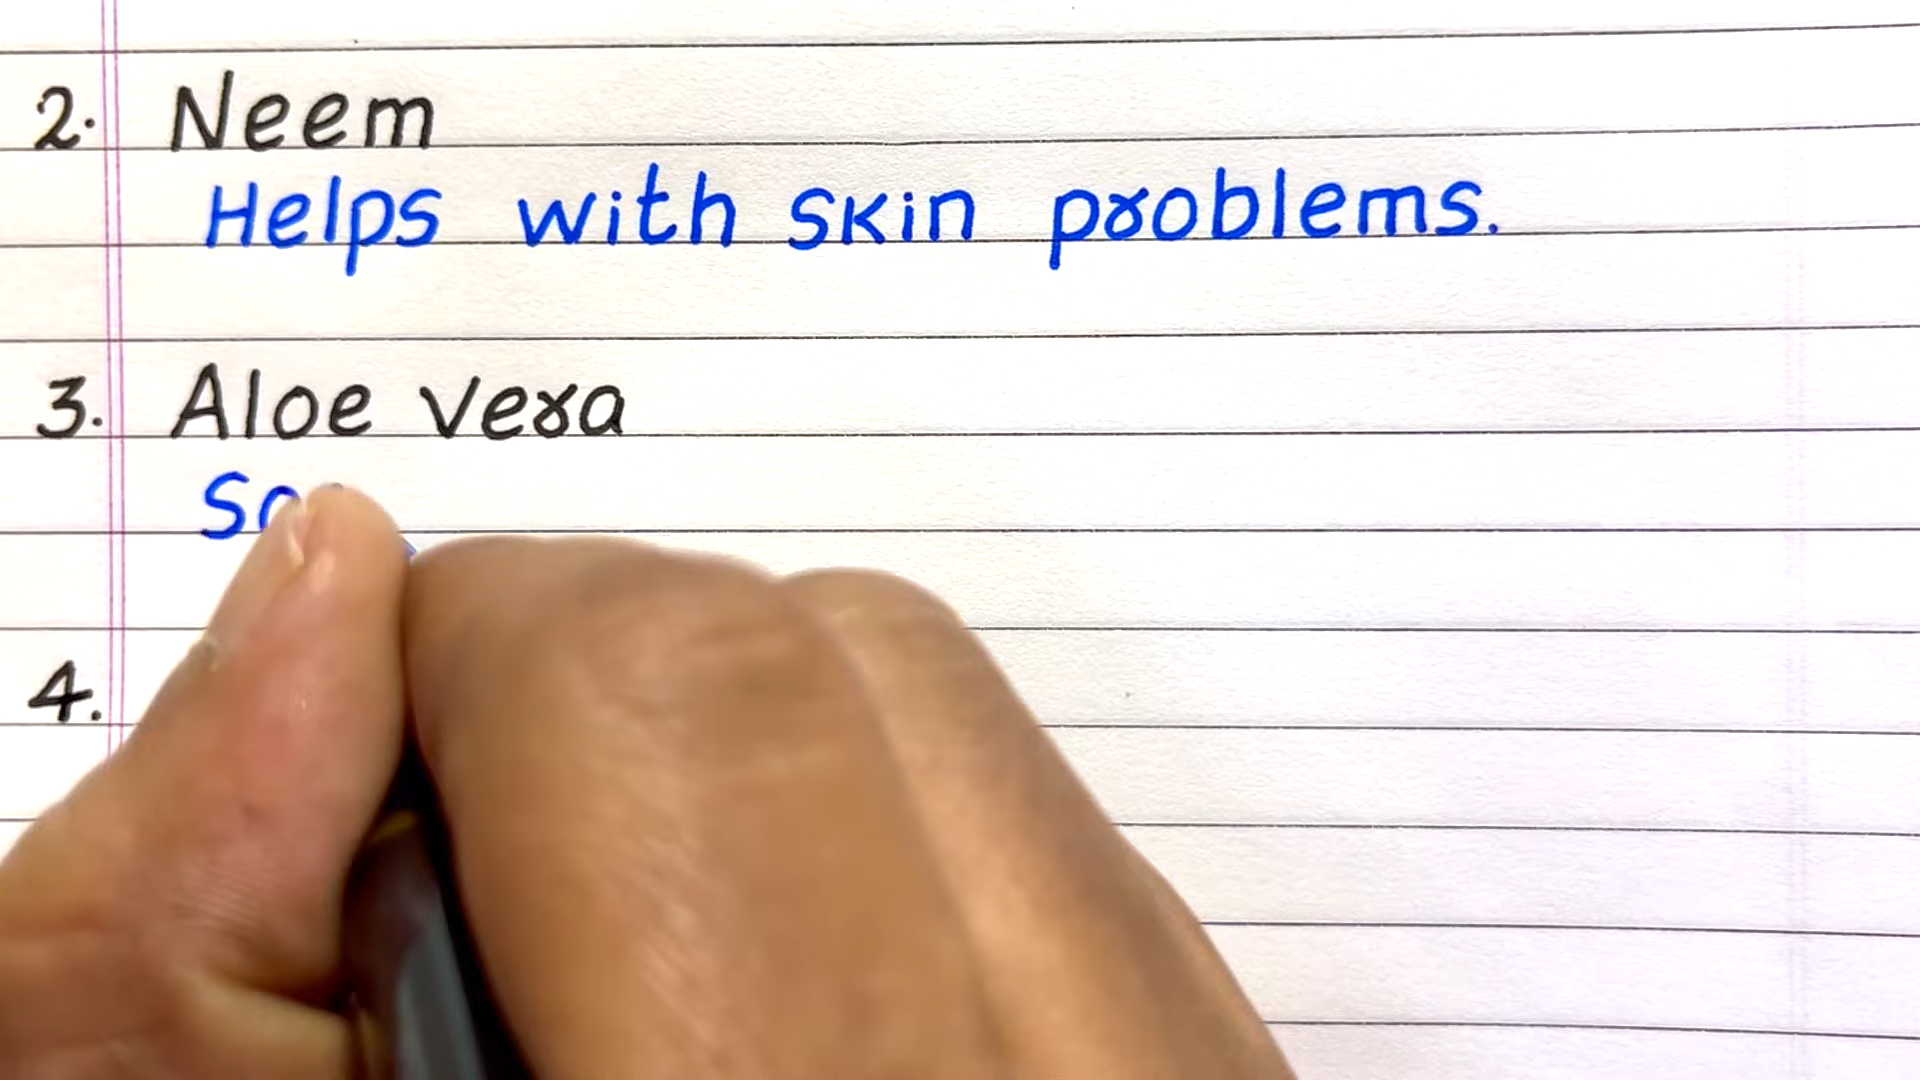 2. Neem
Helps with skin problems.
3. Aloe vera
4.